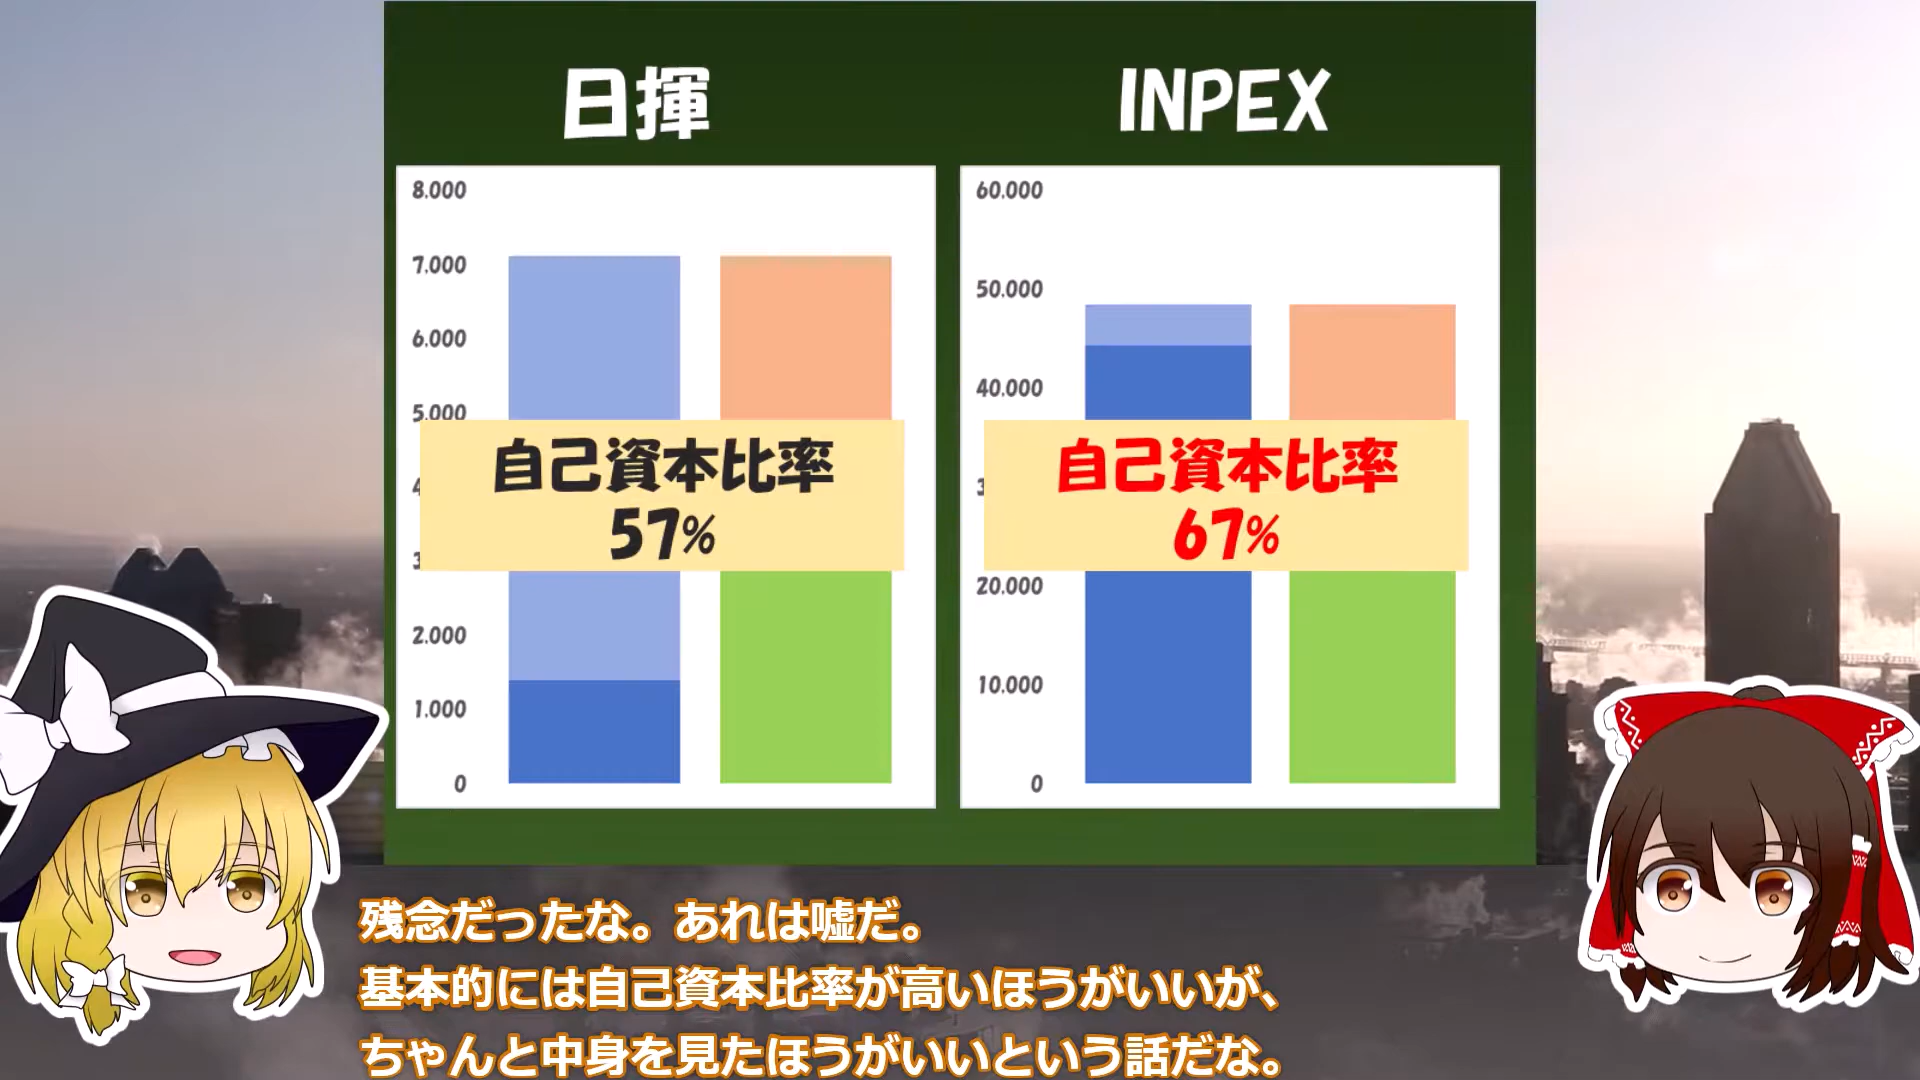 日揮
INPEX
8.000
7.000
6.000
5.000
2.000
1.000
0
自己資本比率
57%
60.000
50.000
40.000
20.000
10.000
0
自己資本比率
67%
残念だったな。あれは嘘だ。
基本的には自己資本比率が高いほうがいいが、
ちゃんと中身を見たほうがいいという話だな。